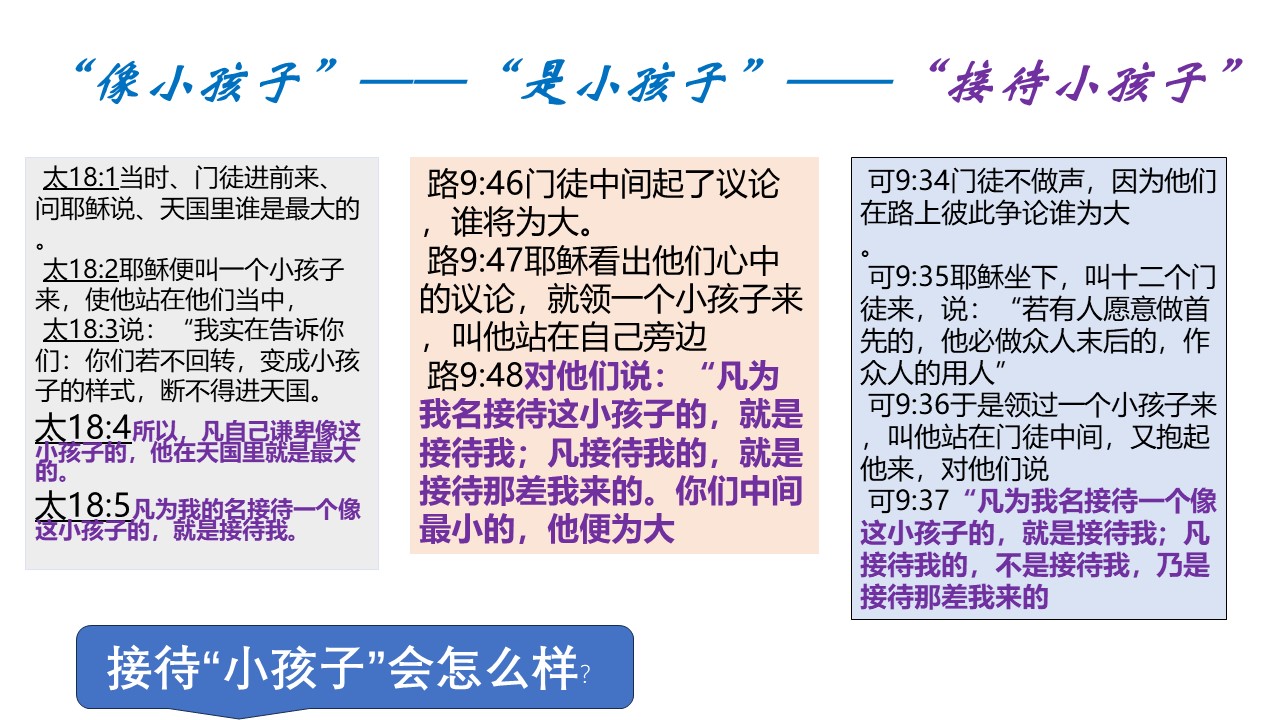 “像小孩子”——“是小孩子”——“接待小孩子”
太18:1当时、门徒进前来、
问耶稣说、天国里谁是最大的
。
太18:2耶稣便叫一个小孩子
来，使他站在他们当中，
太18:3说：“我实在告诉你
们：你们若不回转，变成小孩
子的样式，断不得进天国。
太18:4所以，凡自己谦卑像这
小孩子的，他在天国里就是最大
的。
太18:5凡为我的名接待一个像
这小孩子的，就是接待我。
路9:46门徒中间起了议论
，谁将为大。
路9:47耶稣看出他们心中
的议论，就领一个小孩子来
，叫他站在自己旁边
路9:48对他们说：“凡为
我名接待这小孩子的，就是
接待我；凡接待我的，就是
接待那差我来的。你们中间
最小的，他便为大
可9:34门徒不做声，因为他们
在路上彼此争论谁为大
。
可9:35耶稣坐下，叫十二个门
徒来，说：“若有人愿意做首
先的，他必做众人末后的，作
众人的用人”
可9:36于是领过一个小孩子来
，叫他站在门徒中间，又抱起
他来，对他们说
可9:37“凡为我名接待一个像
这小孩子的，就是接待我；凡
接待我的，不是接待我，乃是
接待那差我来的
接待“小孩子”会怎么样?